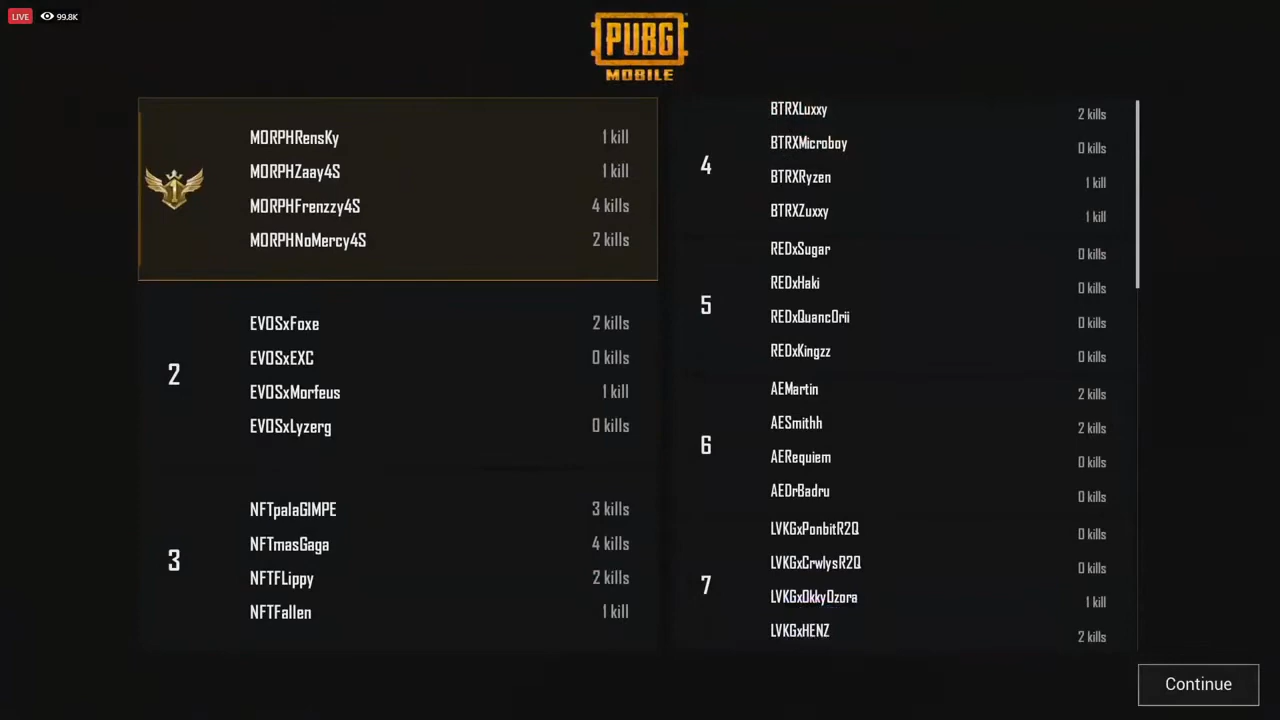 LIVE 99.8K
PUBG
MOBILE
1
MORPHRensKy 1 kill
MORPHZaay4S 1 kill
MORPHFrenzzy4S 4 kills
MORPHNoMercy4S 2 kills
2
EVOSxFoxe 2 kills
EVOSxEXC 0 kills
EVOSxMorfeus 1 kill
EVOSxLyzerg 0 kills
3
NFTpalaGIMPE 3 kills
NFTmasGaga 4 kills
NFTFLippy 2 kills
NFTFallen 1 kill
4
BTRXLuxxy 2 kills
BTRXMicroboy 0 kills
BTRXRyzen 1 kill
BTRXZuxxy 1 kill
5
REDxSugar 0 kills
REDxHaki 0 kills
REDxQuancOrii 0 kills
REDxKingzz 0 kills
6
AEMartin 2 kills
AESmithh 2 kills
AERequiem 0 kills
AEDrBadru 0 kills
7
LVKGxPonbitR2Q 0 kills
LVKGxCrwlysR2Q 0 kills
LVKGxOkkyOzora 1 kill
LVKGxHENZ 2 kills
Continue